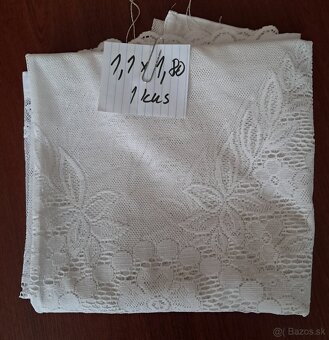 1,1 x 1,80
1 kus
@ Bazos.sk